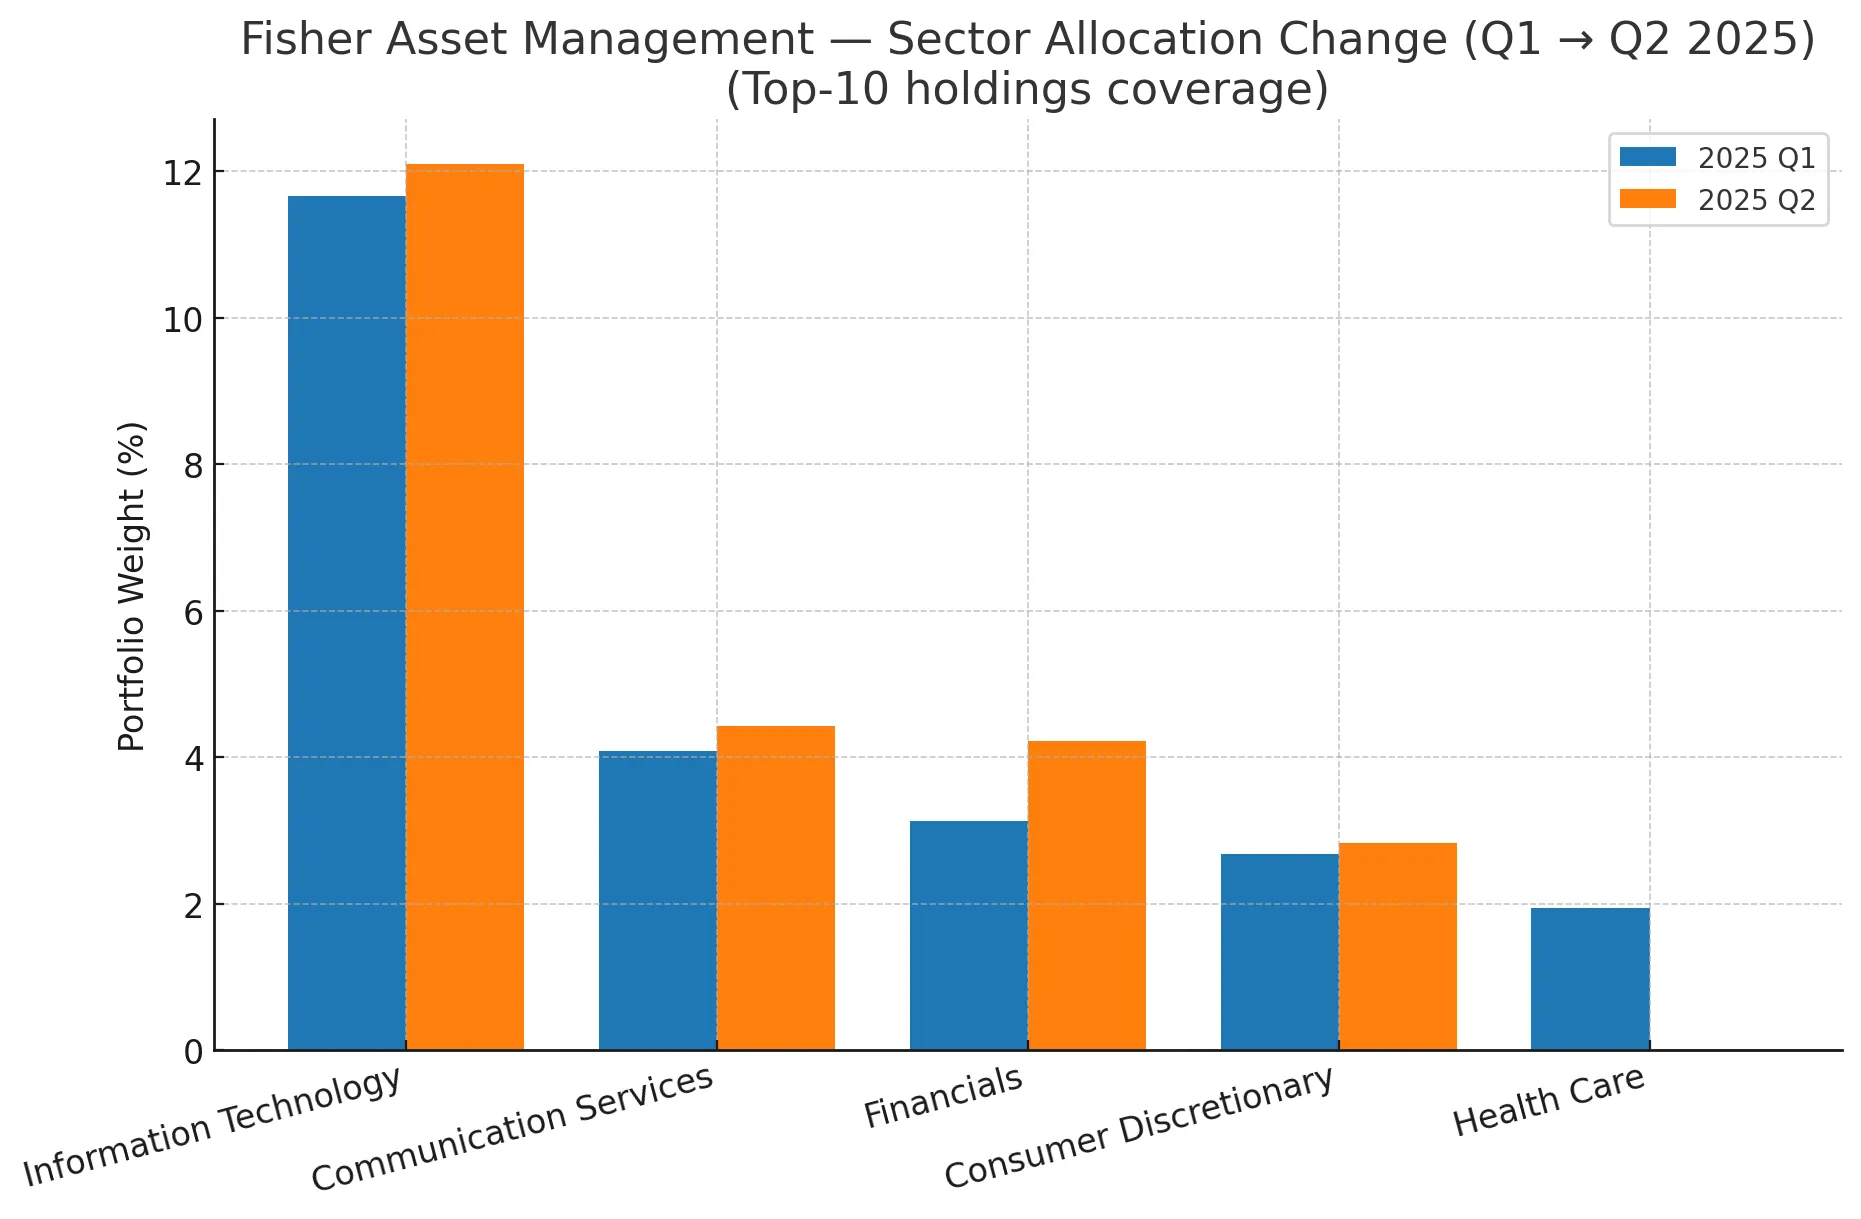 Fisher Asset Management — Sector Allocation Change (Q1 → Q2 2025)
(Top-10 holdings coverage)
2025 Q1
2025 Q2
Portfolio Weight (%)
12
10
8
6
4
2
0
Information Technology
Communication Services
Financials
Consumer Discretionary
Health Care